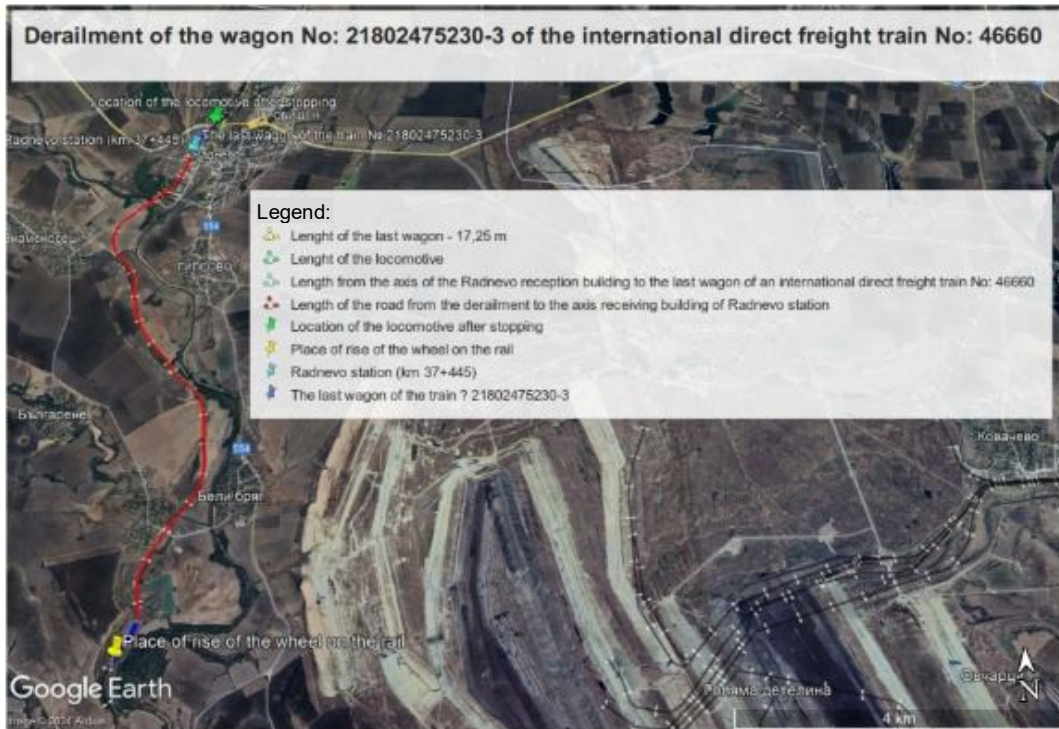 Derailment of the wagon No: 21802475230-3 of the international direct freight train No: 46660
Location of the locomotive after stopping
Radnevo station (km 37+445)
The last wagon of the train № 21802475230-3
Legend:
Lenght of the last wagon - 17,25 m
Lenght of the locomotive
Length from the axis of the Radnevo reception building to the last wagon of an international direct freight train No: 46660
Length of the road from the derailment to the axis receiving building of Radnevo station
Location of the locomotive after stopping
Place of rise of the wheel on the rail
Radnevo station (km 37+445)
The last wagon of the train ? 21802475230-3
554
Българене
554
Ковачево
Бели бряг
Place of rise of the wheel on the rail
Google Earth
Голяма детелина
Овчарци
N
4 km